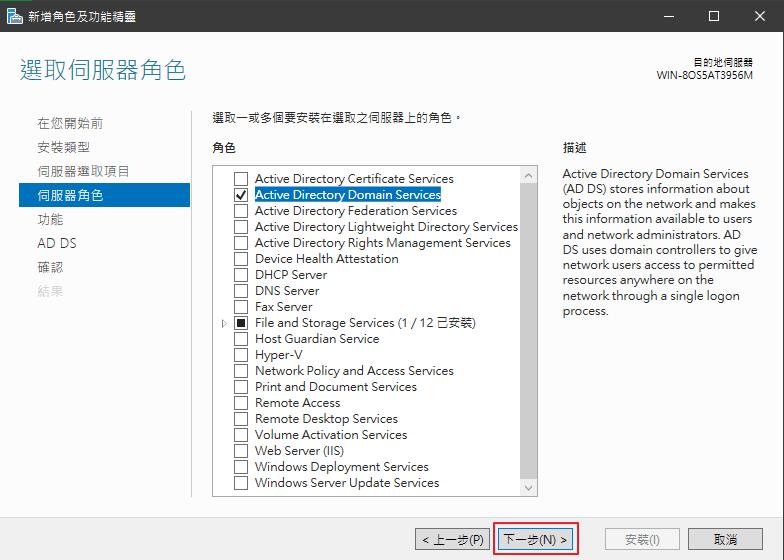 新增角色及功能精靈
選取伺服器角色
目的地伺服器
WIN-8OS5AT3956M
在您開始前
安裝類型
伺服器選取項目
伺服器角色
功能
AD DS
確認
結果
選取一或多個要安裝在選取之伺服器上的角色。
角色
Active Directory Certificate Services
Active Directory Domain Services
Active Directory Federation Services
Active Directory Lightweight Directory Services
Active Directory Rights Management Services
Device Health Attestation
DHCP Server
DNS Server
Fax Server
File and Storage Services (1 / 12 已安裝)
Host Guardian Service
Hyper-V
Network Policy and Access Services
Print and Document Services
Remote Access
Remote Desktop Services
Volume Activation Services
Web Server (IIS)
Windows Deployment Services
Windows Server Update Services
描述
Active Directory Domain Services
(AD DS) stores information about
objects on the network and makes
this information available to users
and network administrators. AD
DS uses domain controllers to give
network users access to permitted
resources anywhere on the
network through a single logon
process.
< 上一步(P)
下一步(N) >
安裝(I)
取消